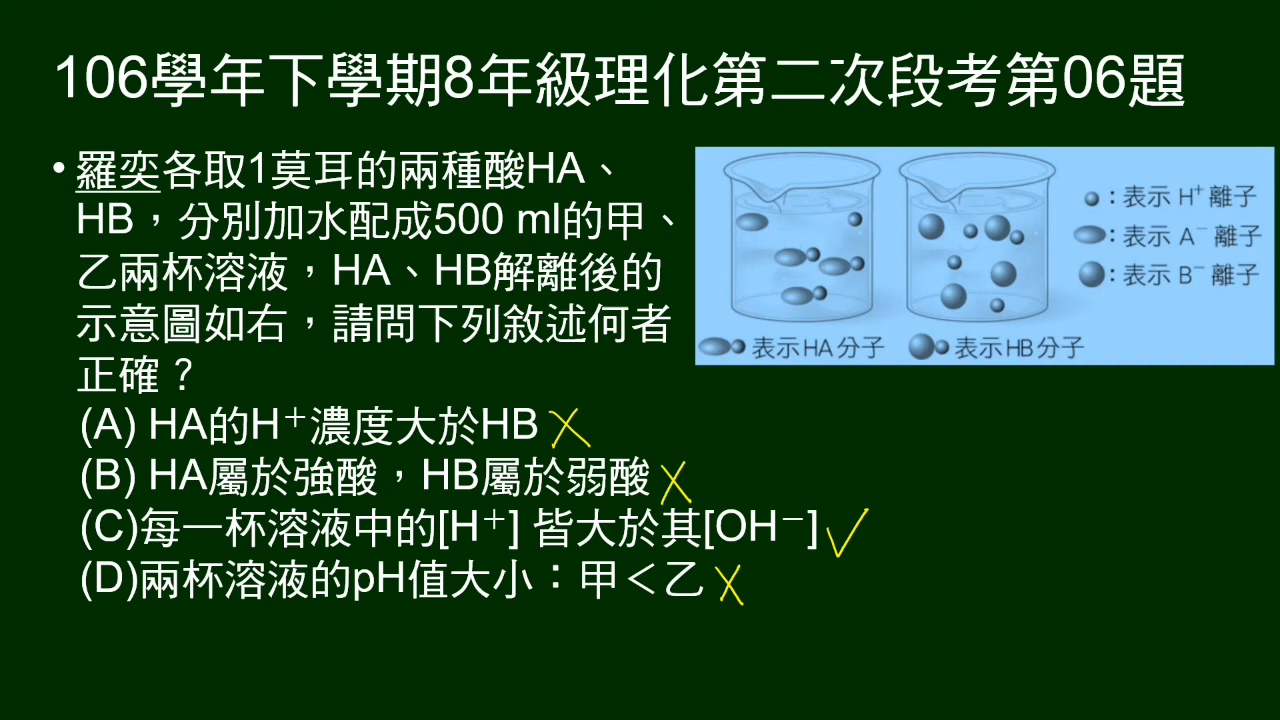 106學年下學期8年級理化第二次段考第06題
• 羅奕各取1莫耳的兩種酸HA、
HB，分別加水配成500 ml的甲、
乙兩杯溶液，HA、HB解離後的
示意圖如右，請問下列敘述何者
正確？
(A) HA的H⁺濃度大於HB
(B) HA屬於強酸，HB屬於弱酸
(C)每一杯溶液中的[H⁺] 皆大於其[OH⁻]
(D)兩杯溶液的pH值大小：甲＜乙
：表示 H⁺ 離子
：表示 A⁻ 離子
：表示 B⁻ 離子
表示HA分子
表示HB分子